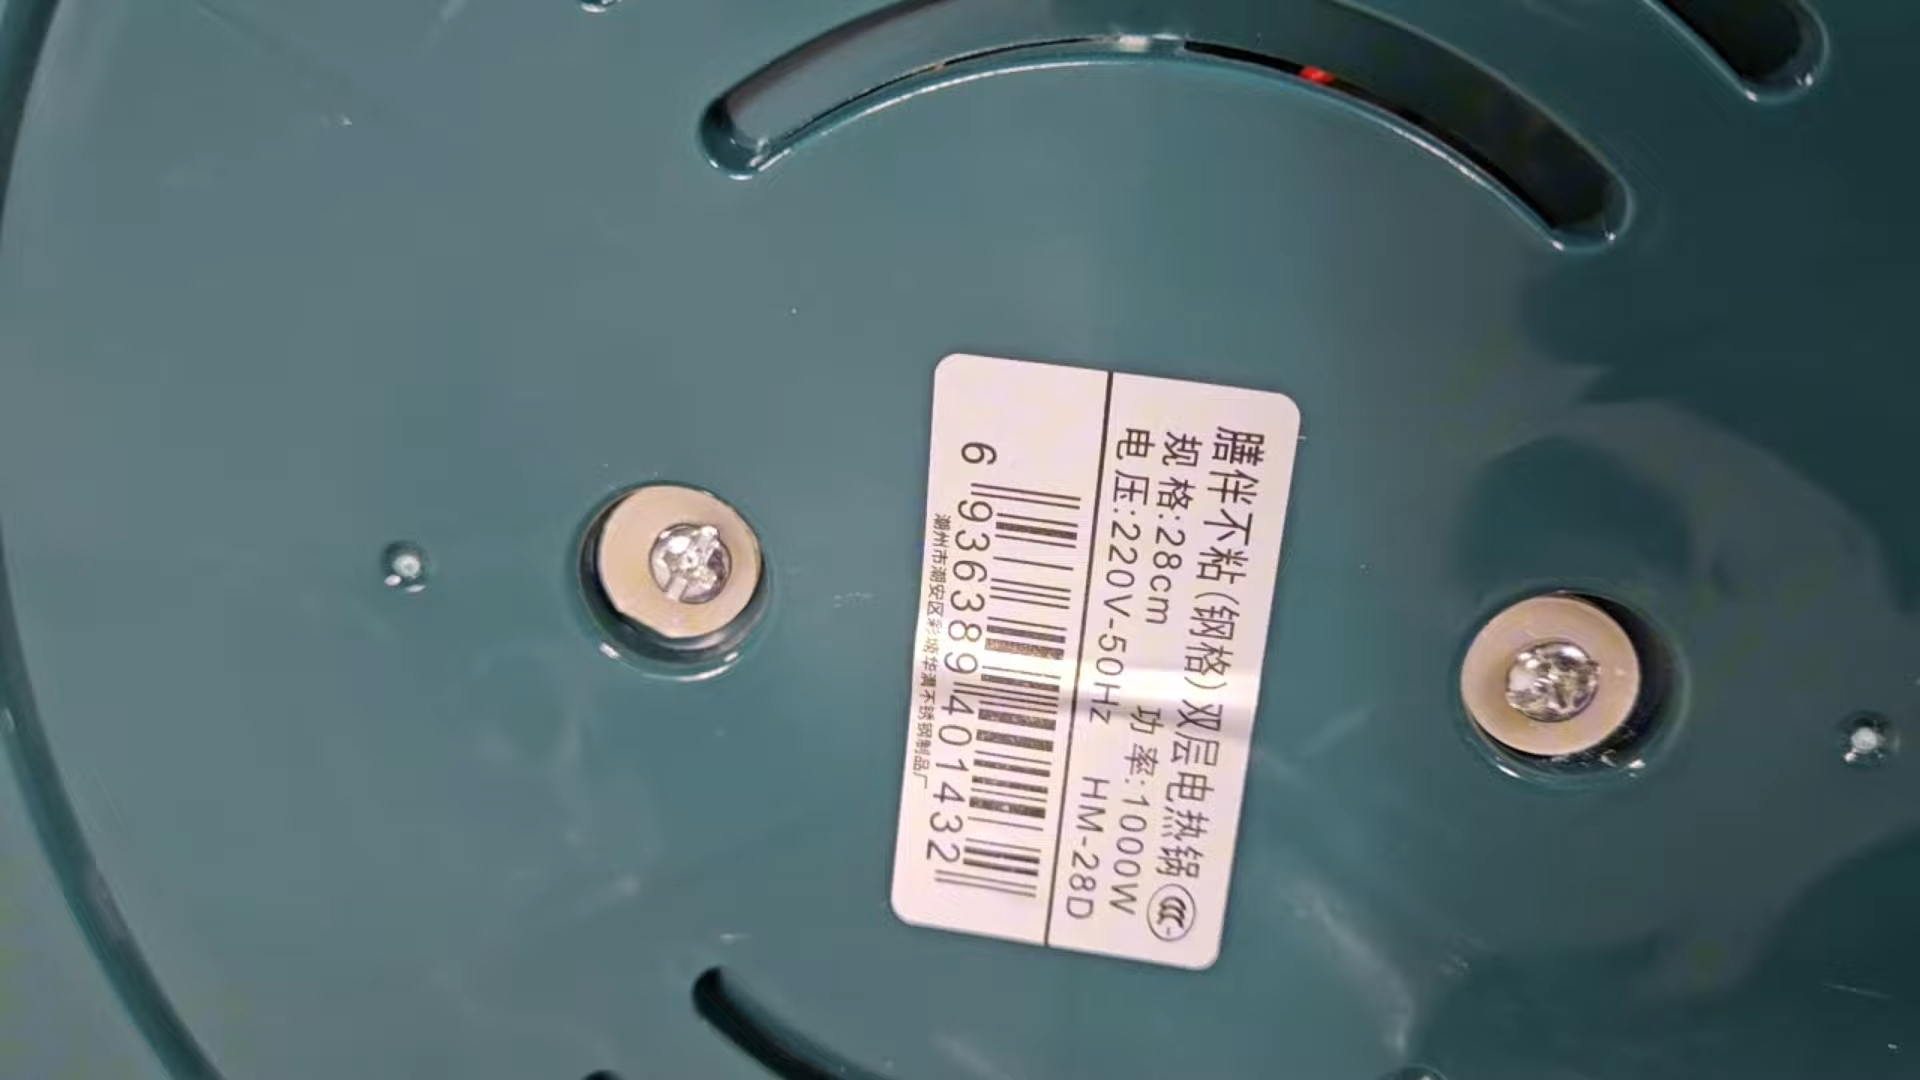 膳伴不粘(钢格)双层电热锅
规格:28cm 功率:1000W
电压:220V-50Hz HM-28D
6 936389 401432
潮州市潮安区彩塘华满不锈钢制品厂